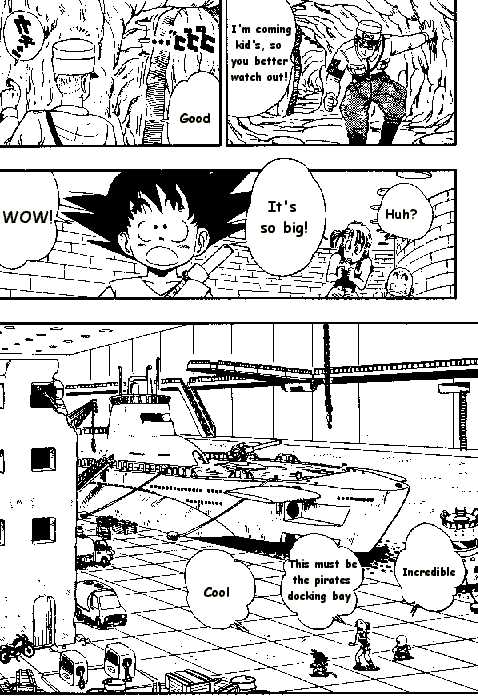 I'm coming
kid's, so
you better
watch out!
Good
Huh?
It's
so big!
WOW!
Incredible
This must be
the pirates
docking bay
Cool